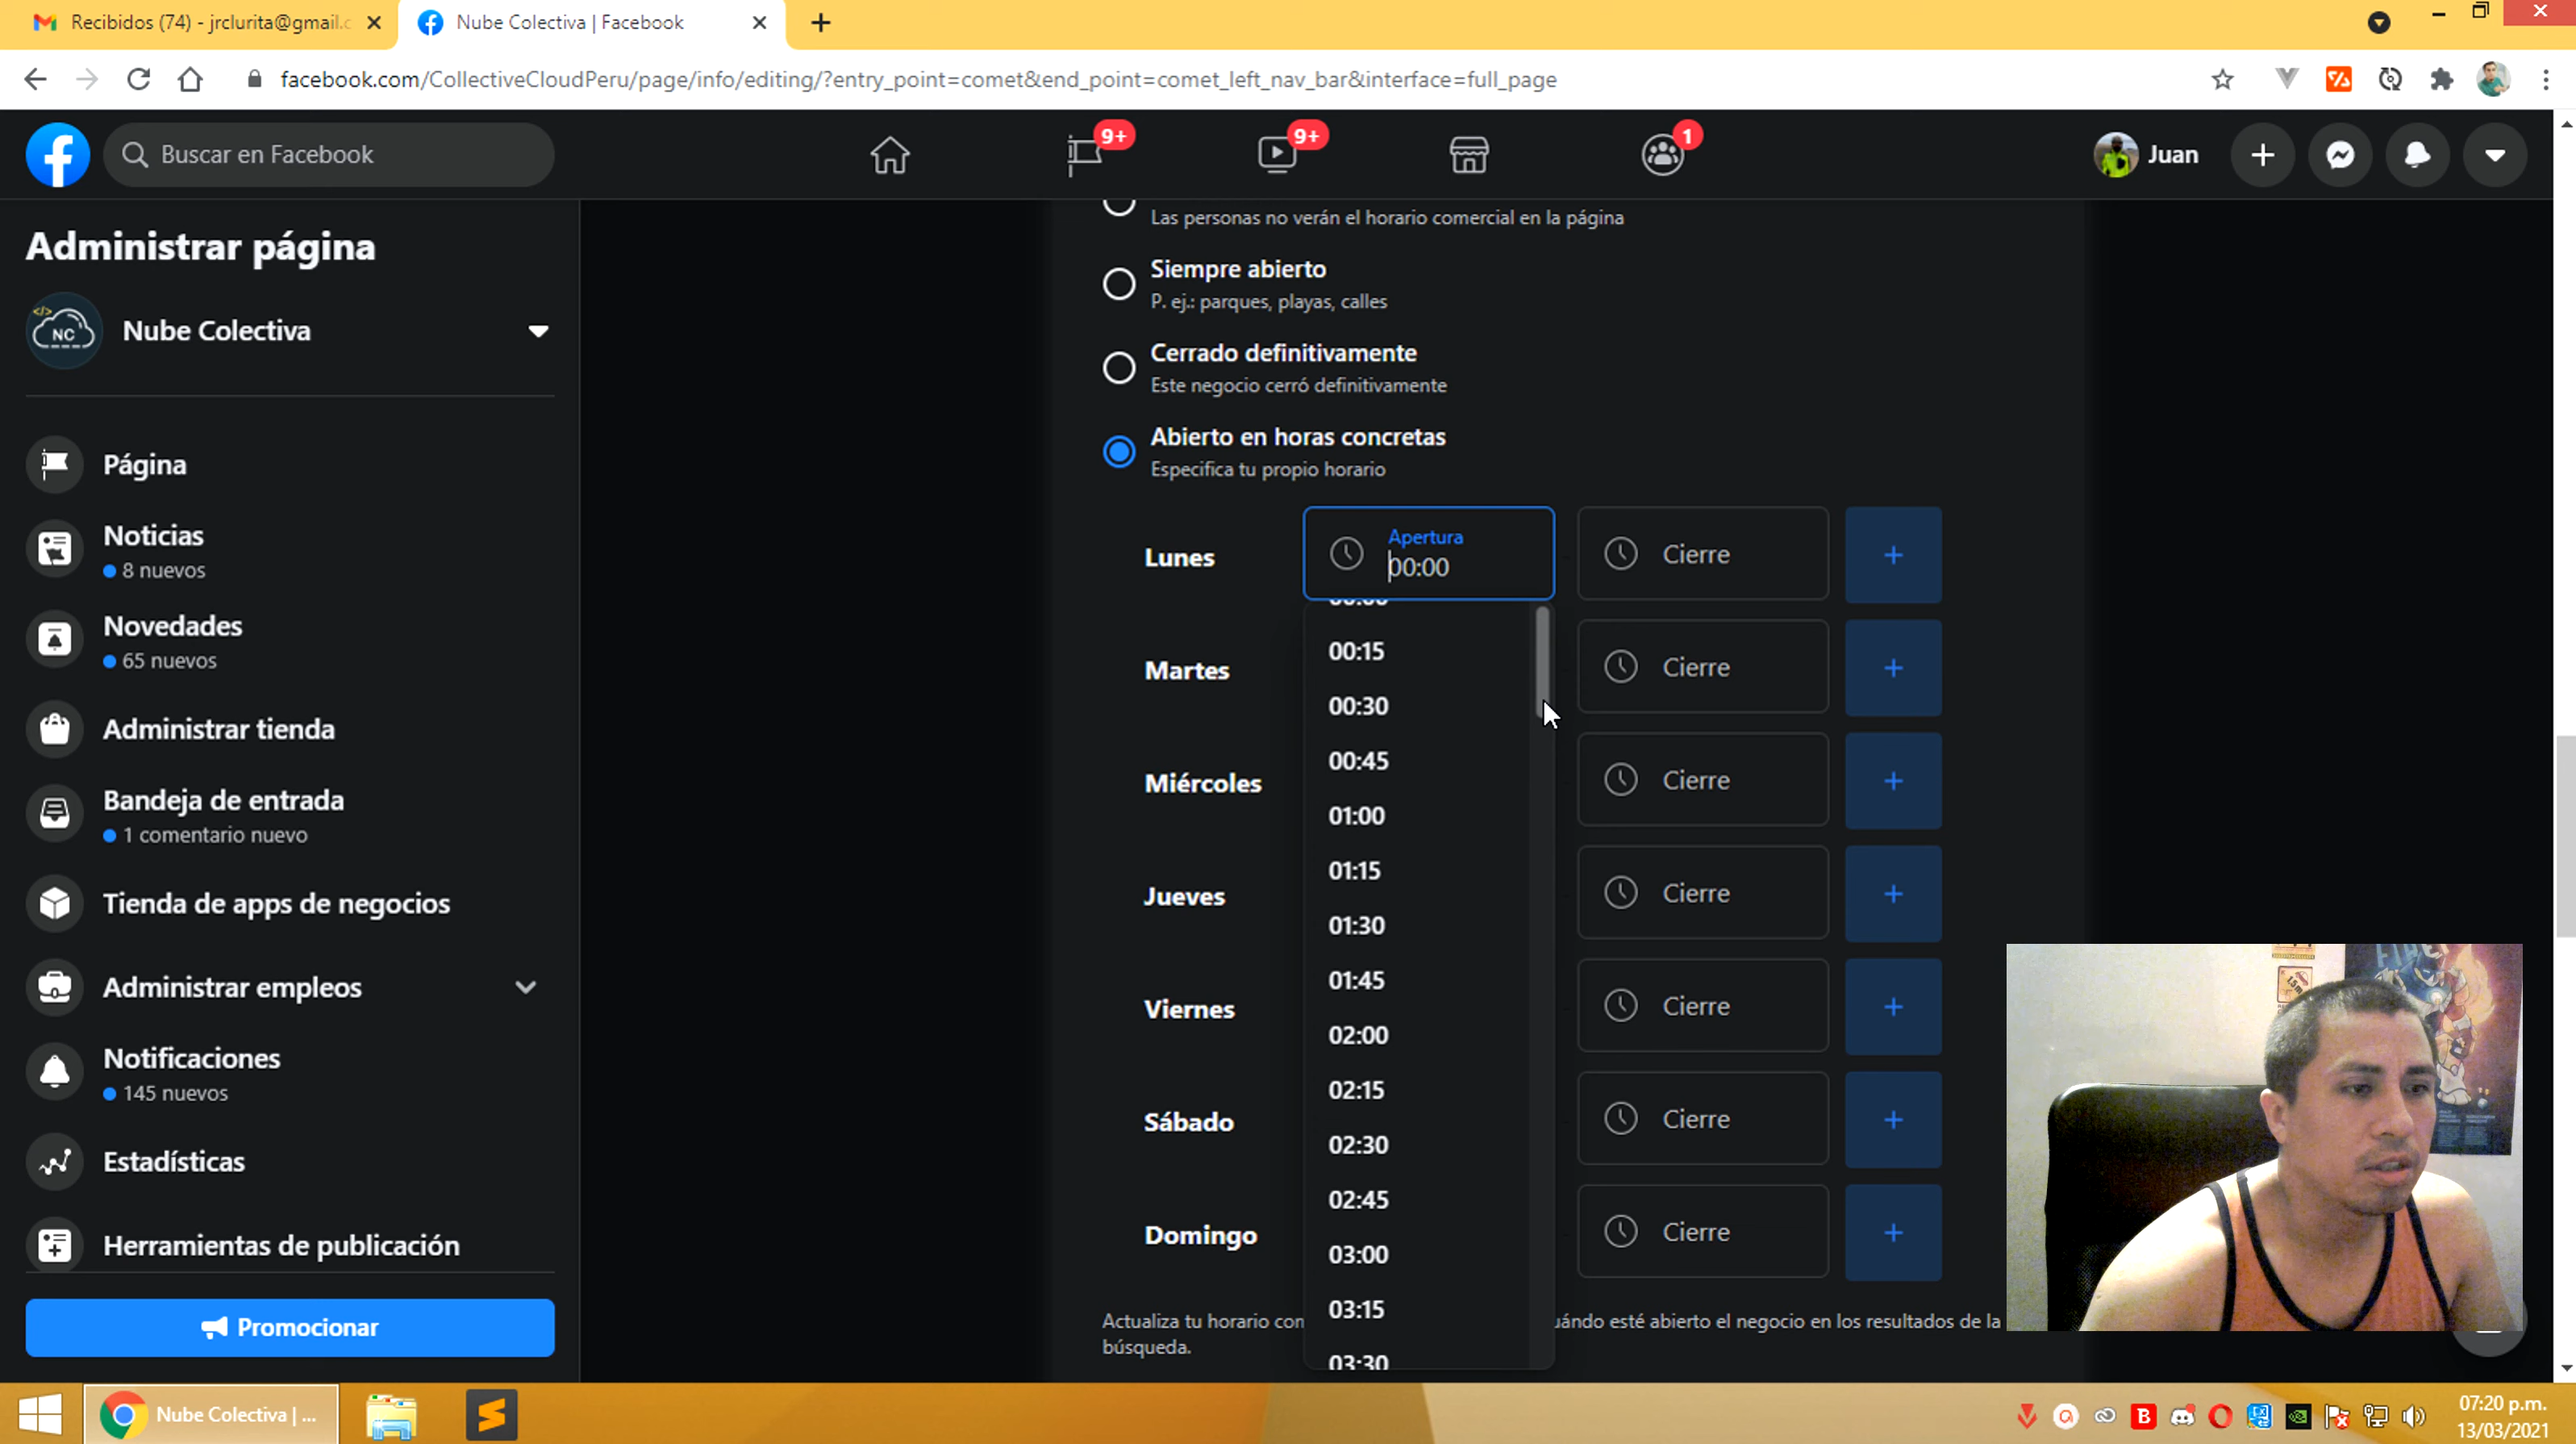 Recibidos (74) - jrclurita@gmail.c
Nube Colectiva | Facebook
facebook.com/CollectiveCloudPeru/page/info/editing/?entry_point=comet&end_point=comet_left_nav_bar&interface=full_page
Buscar en Facebook
9+
9+
1
Juan
Administrar página
NC
Nube Colectiva
Página
Noticias
8 nuevos
Novedades
65 nuevos
Administrar tienda
Bandeja de entrada
1 comentario nuevo
Tienda de apps de negocios
Administrar empleos
Notificaciones
145 nuevos
Estadísticas
Herramientas de publicación
Promocionar
Las personas no verán el horario comercial en la página
Siempre abierto
P. ej.: parques, playas, calles
Cerrado definitivamente
Este negocio cerró definitivamente
Abierto en horas concretas
Especifica tu propio horario
Lunes
Apertura
00:00
Cierre
+
Martes
Cierre
+
Miércoles
Cierre
+
Jueves
Cierre
+
Viernes
Cierre
+
Sábado
Cierre
+
Domingo
Cierre
+
00:00
00:15
00:30
00:45
01:00
01:15
01:30
01:45
02:00
02:15
02:30
02:45
03:00
03:15
03:30
Actualiza tu horario con uándo esté abierto el negocio en los resultados de la
búsqueda.
Nube Colectiva | ...
07:20 p.m.
13/03/2021